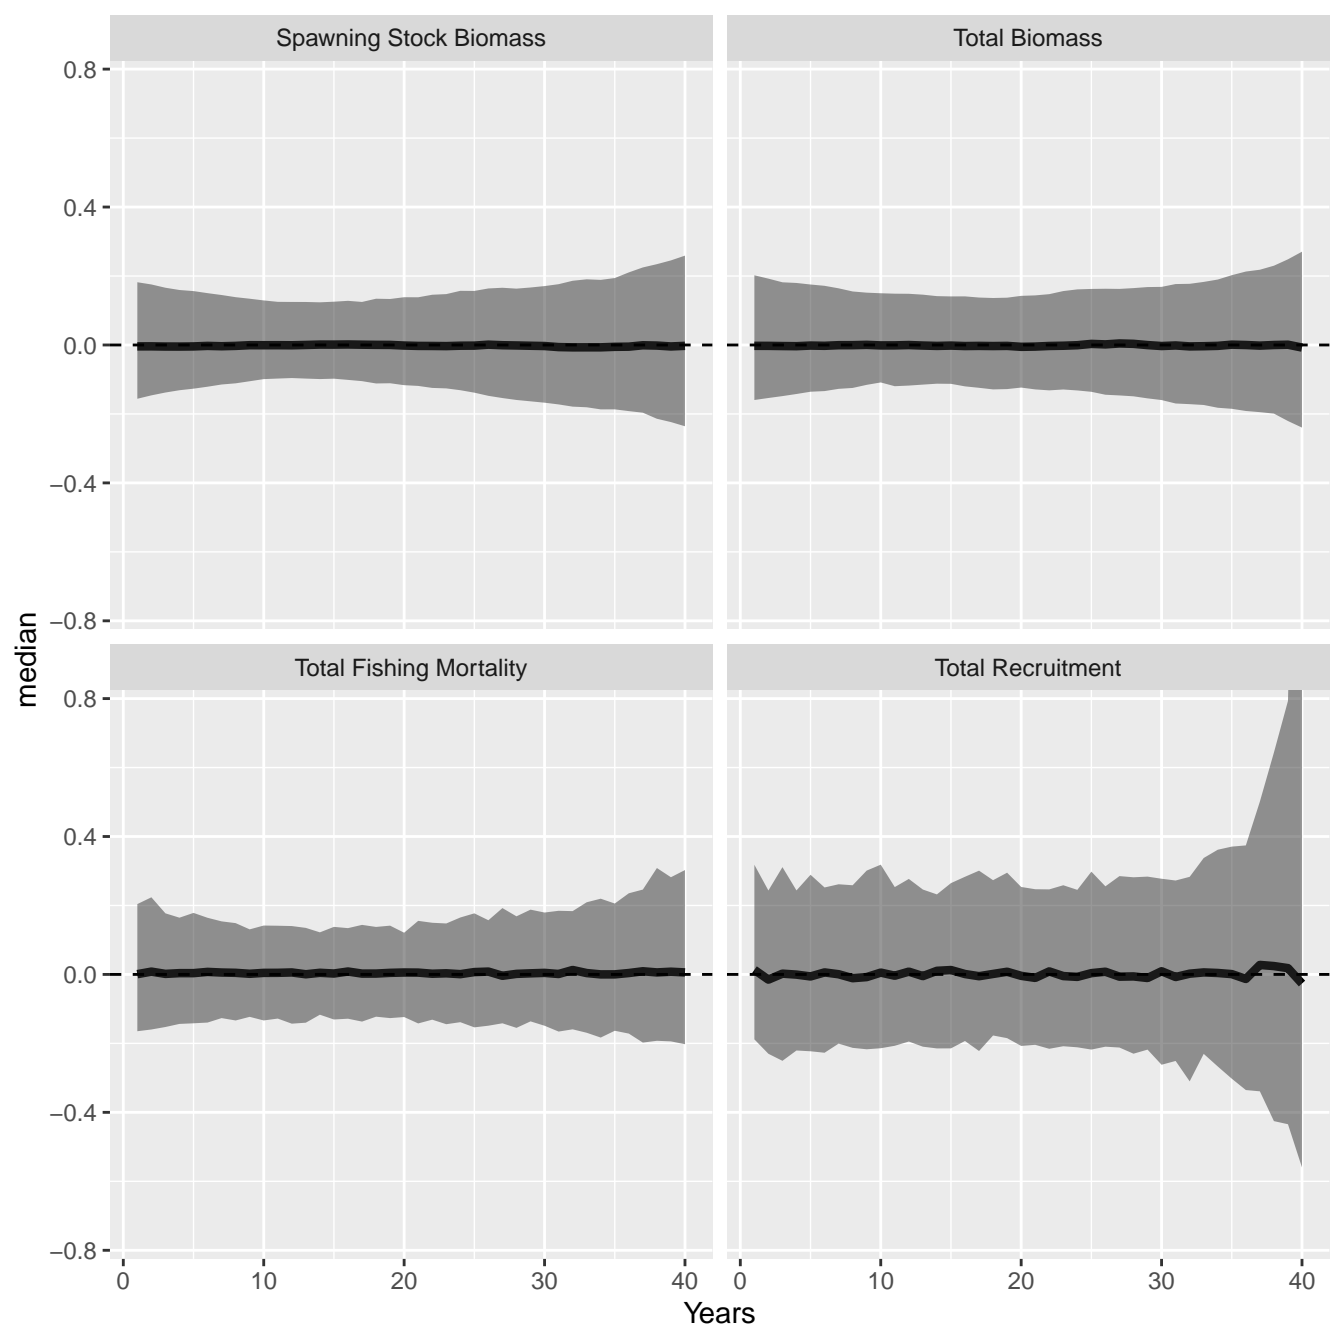 Spawning Stock Biomass
Total Biomass
0.8
0.4
0.0
−0.4
−0.8
median
Total Fishing Mortality
Total Recruitment
0.8
0.4
0.0
−0.4
−0.8
0 10 20 30 40
0 10 20 30 40
Years